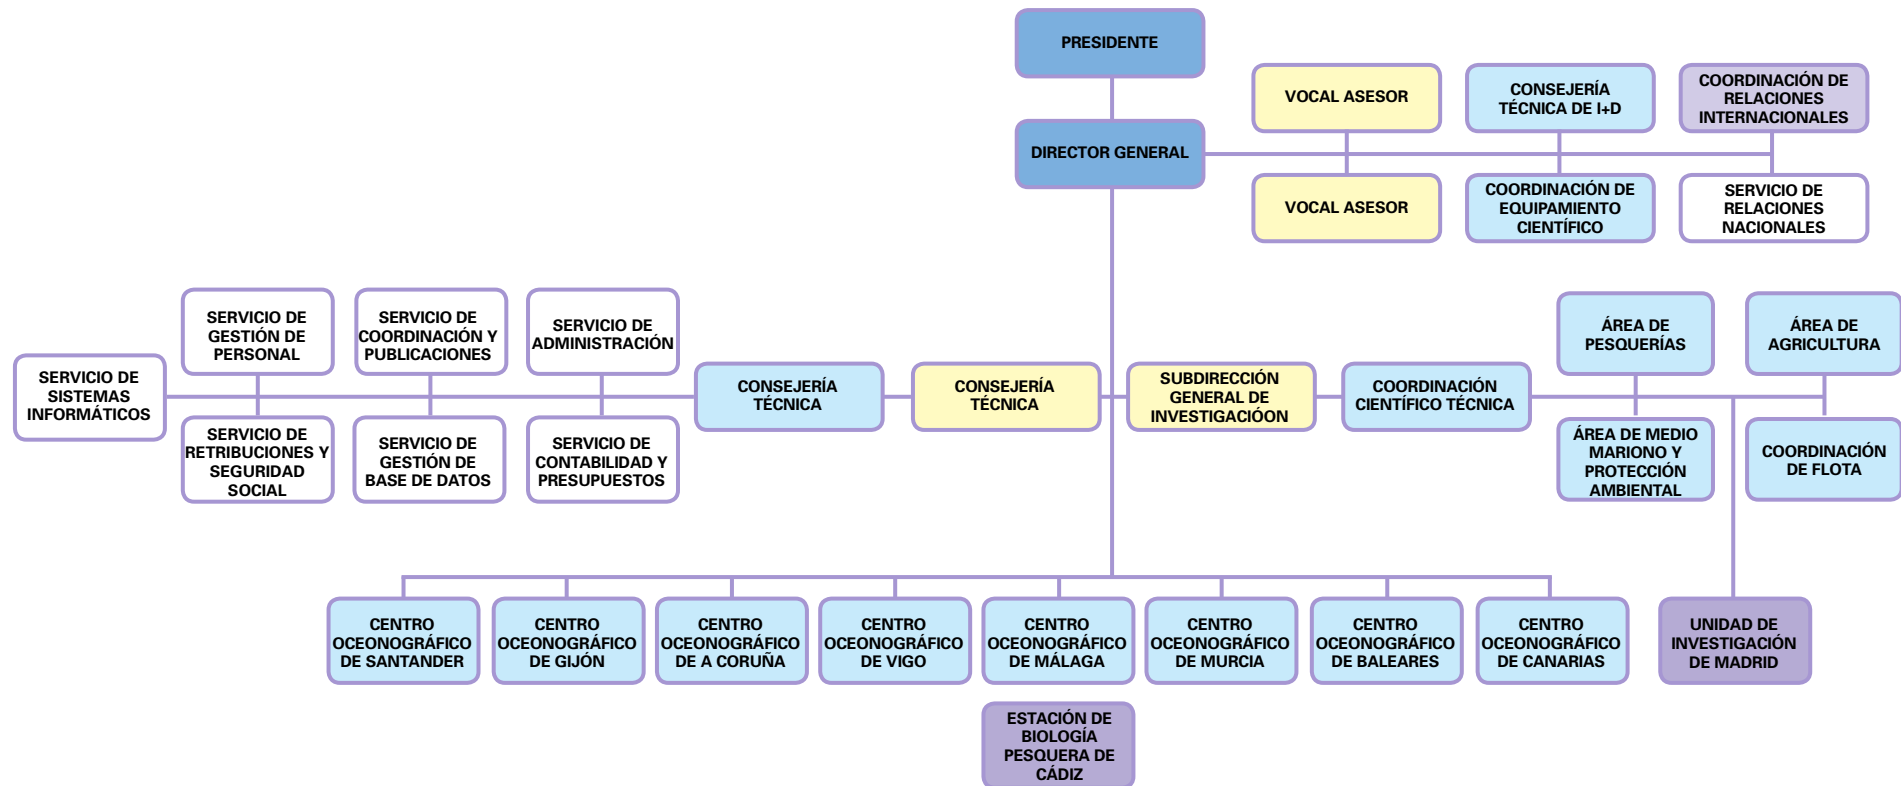 PRESIDENTE
DIRECTOR GENERAL
VOCAL ASESOR
CONSEJERÍA
TÉCNICA DE I+D
COORDINACIÓN DE
RELACIONES
INTERNACIONALES
VOCAL ASESOR
COORDINACIÓN DE
EQUIPAMIENTO
CIENTÍFICO
SERVICIO DE
RELACIONES
NACIONALES
SERVICIO DE
SISTEMAS
INFORMÁTICOS
SERVICIO DE
GESTIÓN DE
PERSONAL
SERVICIO DE
COORDINACIÓN Y
PUBLICACIONES
SERVICIO DE
ADMINISTRACIÓN
SERVICIO DE
RETRIBUCIONES Y
SEGURIDAD
SOCIAL
SERVICIO DE
GESTIÓN DE
BASE DE DATOS
SERVICIO DE
CONTABILIDAD Y
PRESUPUESTOS
CONSEJERÍA
TÉCNICA
CONSEJERÍA
TÉCNICA
SUBDIRECCIÓN
GENERAL DE
INVESTIGACIÓON
COORDINACIÓN
CIENTÍFICO TÉCNICA
ÁREA DE
PESQUERÍAS
ÁREA DE
AGRICULTURA
ÁREA DE MEDIO
MARIONO Y
PROTECCIÓN
AMBIENTAL
COORDINACIÓN
DE FLOTA
CENTRO
OCEONOGRÁFICO
DE SANTANDER
CENTRO
OCEONOGRÁFICO
DE GIJÓN
CENTRO
OCEONOGRÁFICO
DE A CORUÑA
CENTRO
OCEONOGRÁFICO
DE VIGO
CENTRO
OCEONOGRÁFICO
DE MÁLAGA
CENTRO
OCEONOGRÁFICO
DE MURCIA
CENTRO
OCEONOGRÁFICO
DE BALEARES
CENTRO
OCEONOGRÁFICO
DE CANARIAS
UNIDAD DE
INVESTIGACIÓN
DE MADRID
ESTACIÓN DE
BIOLOGÍA
PESQUERA DE
CÁDIZ